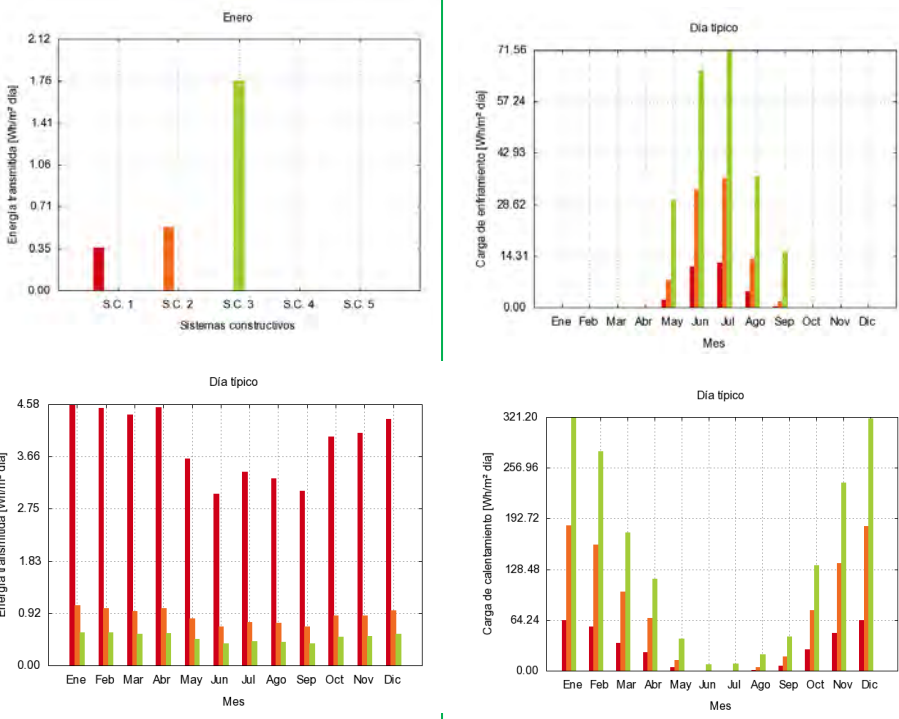 Enero
2.12
1.76
1.41
1.06
0.71
0.35
0.00
Energía transmitida [Wh/m² día]
S.C. 1 S.C. 2 S.C. 3 S.C. 4 S.C. 5
Sistemas constructivos
Día típico
71.56
57.24
42.93
28.62
14.31
0.00
Carga de enfriamiento [Wh/m² día]
Ene Feb Mar Abr May Jun Jul Ago Sep Oct Nov Dic
Mes
Día típico
4.58
3.66
2.75
1.83
0.92
0.00
Energía transmitida [Wh/m² día]
Ene Feb Mar Abr May Jun Jul Ago Sep Oct Nov Dic
Mes
Día típico
321.20
256.96
192.72
128.48
64.24
0.00
Carga de calentamiento [Wh/m² día]
Ene Feb Mar Abr May Jun Jul Ago Sep Oct Nov Dic
Mes